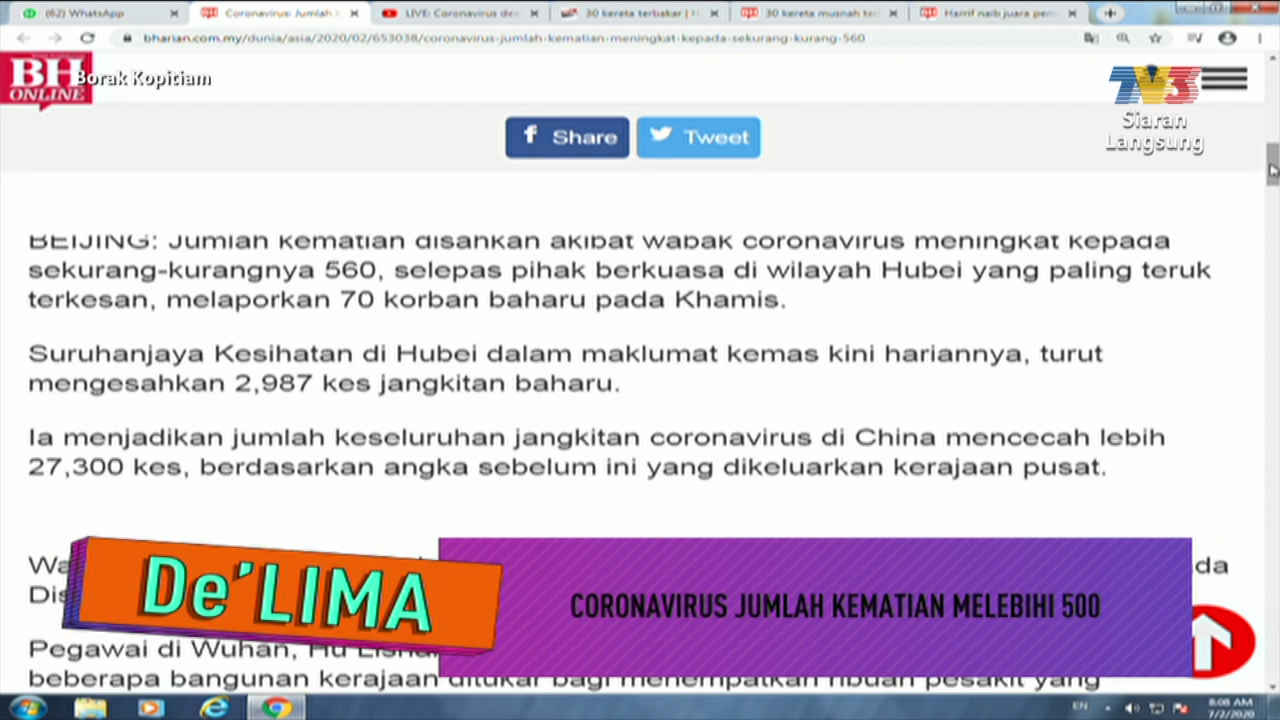 (62) WhatsApp
Coronavirus: Jumlah k
LIVE: Coronavirus de
30 kereta terbakar | H
30 kereta musnah te
Harrif naib juara pem
bharian.com.my/dunia/asia/2020/02/653038/coronavirus-jumlah-kematian-meningkat-kepada-sekurang-kurang-560
BH
ONLINE
Borak Kopitiam
TV3
Siaran
Langsung
Share
Tweet
BEIJING: Jumlah kematian disahkan akibat wabak coronavirus meningkat kepada
sekurang-kurangnya 560, selepas pihak berkuasa di wilayah Hubei yang paling teruk
terkesan, melaporkan 70 korban baharu pada Khamis.
Suruhanjaya Kesihatan di Hubei dalam maklumat kemas kini hariannya, turut
mengesahkan 2,987 kes jangkitan baharu.
Ia menjadikan jumlah keseluruhan jangkitan coronavirus di China mencecah lebih
27,300 kes, berdasarkan angka sebelum ini yang dikeluarkan kerajaan pusat.
De'LIMA
CORONAVIRUS JUMLAH KEMATIAN MELEBIHI 500
Pegawai di Wuhan, Hu
beberapa bangunan kerajaan ditukar bagi menempatkan ribuan pesakit yang
EN
8:08 AM
7/2/2020